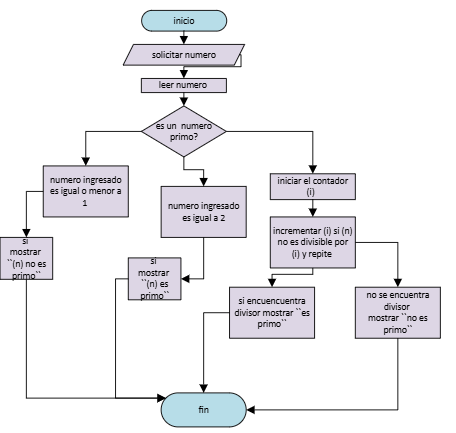 inicio
solicitar numero
leer numero
es un numero
primo?
numero ingresado
es igual o menor a
1
numero ingresado
es igual a 2
iniciar el contador
(i)
incrementar (i) si (n)
no es divisible por
(i) y repite
si
mostrar
``(n) no es
primo``
si
mostrar
``(n) es
primo``
si encuencuentra
divisor mostrar ``es
primo``
no se encuentra
divisor
mostrar ``no es
primo``
fin